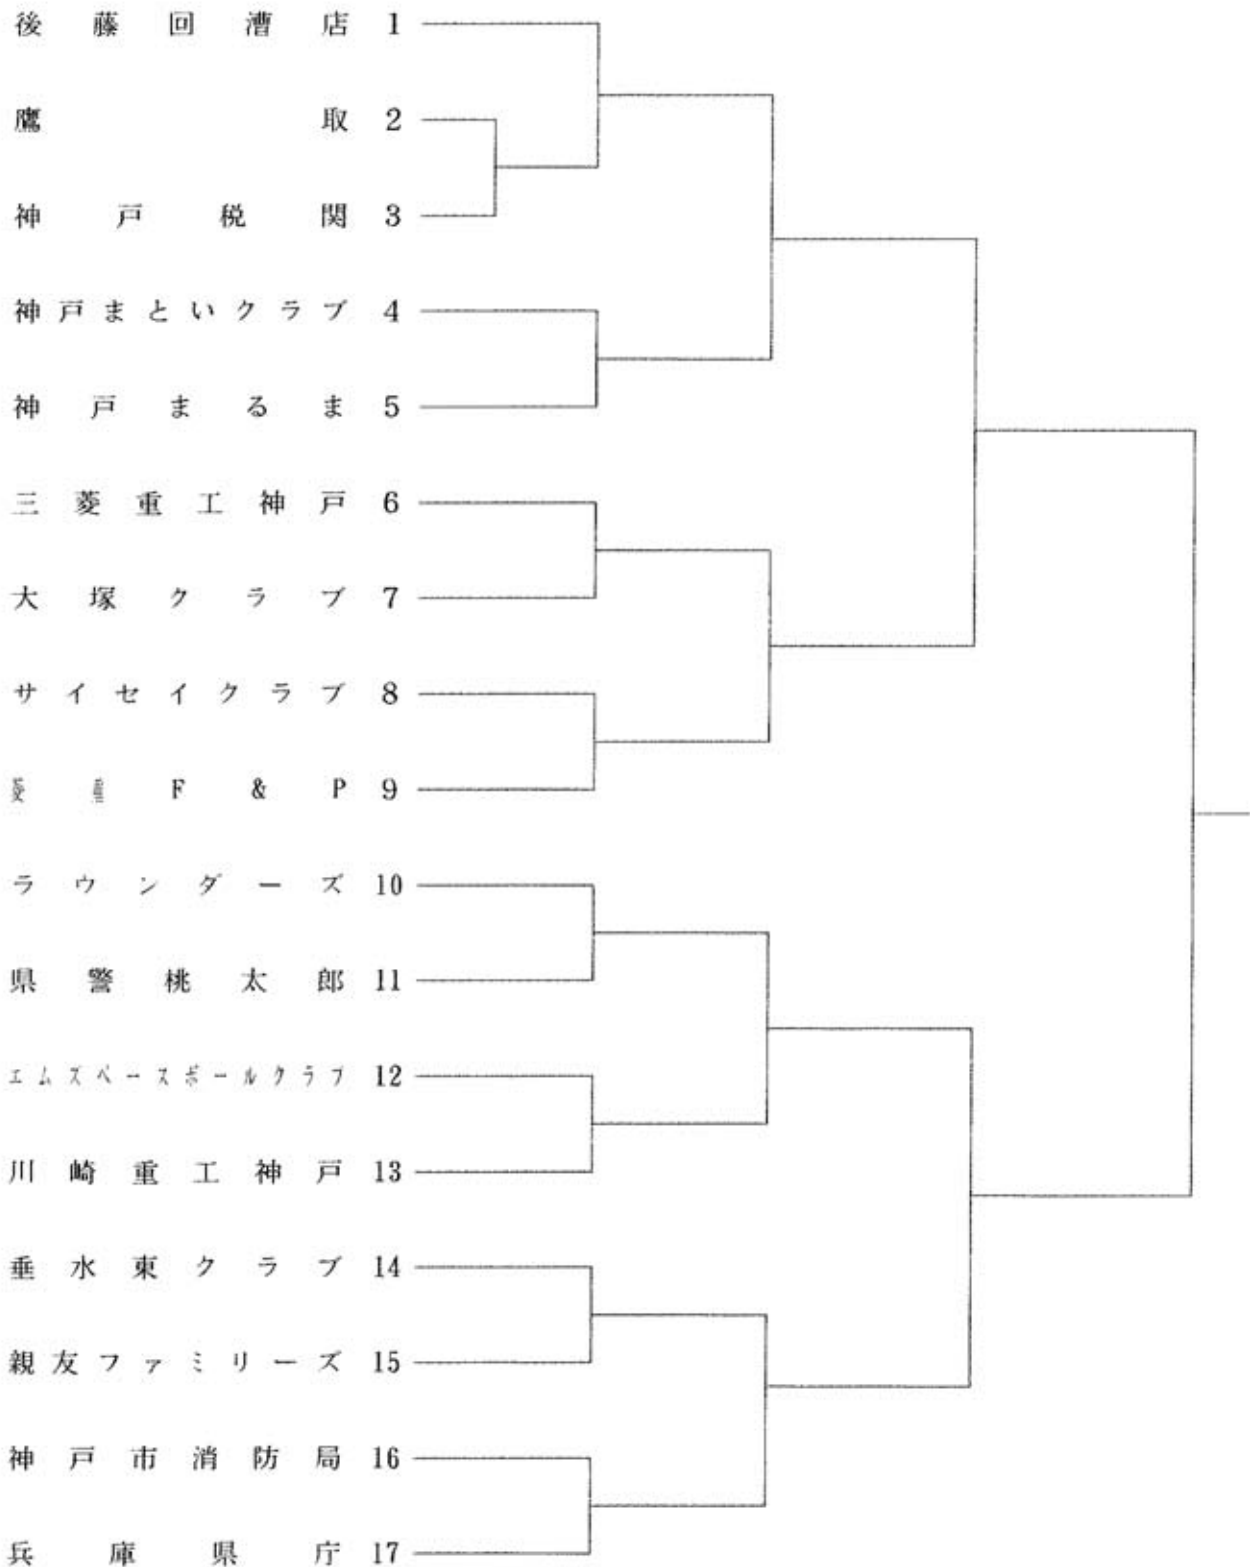 後藤回漕店 1
鷹取 2
神戸税関 3
神戸まといクラブ 4
神戸まるま 5
三菱重工神戸 6
大塚クラブ 7
サイセイクラブ 8
菱重F&P 9
ラウンダーズ 10
県警桃太郎 11
エムズベースボールクラブ 12
川崎重工神戸 13
垂水東クラブ 14
親友ファミリーズ 15
神戸市消防局 16
兵庫県庁 17